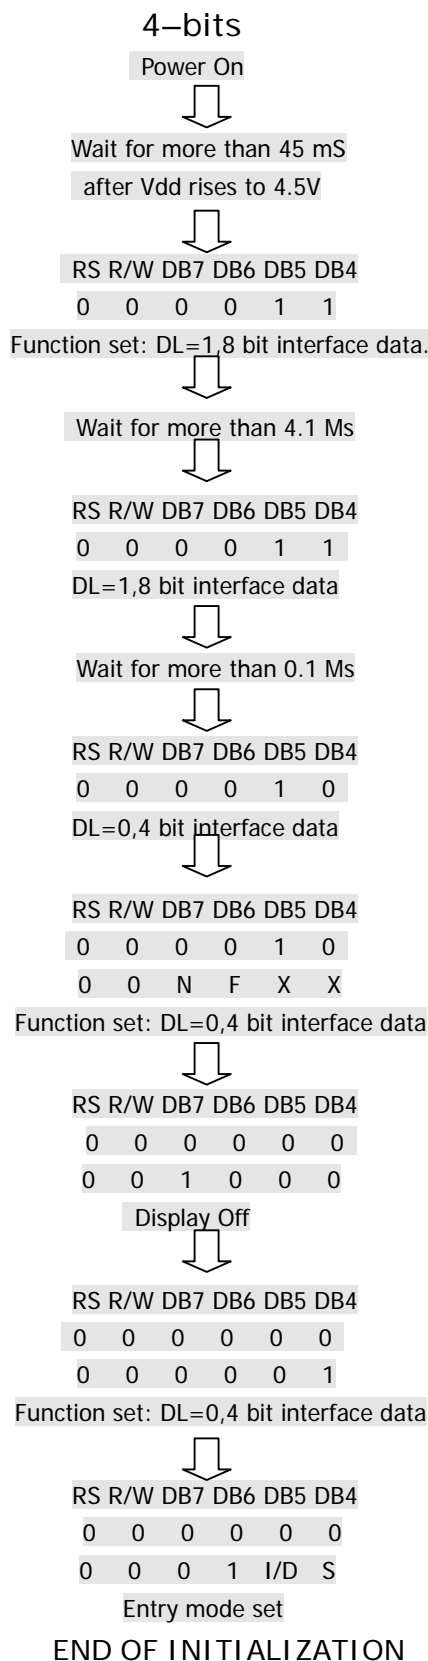 4–bits
Power On
Wait for more than 45 mS
after Vdd rises to 4.5V
RS R/W DB7 DB6 DB5 DB4
0 0 0 0 1 1
Function set: DL=1,8 bit interface data.
Wait for more than 4.1 Ms
RS R/W DB7 DB6 DB5 DB4
0 0 0 0 1 1
DL=1,8 bit interface data
Wait for more than 0.1 Ms
RS R/W DB7 DB6 DB5 DB4
0 0 0 0 1 0
DL=0,4 bit interface data
RS R/W DB7 DB6 DB5 DB4
0 0 0 0 1 0
0 0 N F X X
Function set: DL=0,4 bit interface data
RS R/W DB7 DB6 DB5 DB4
0 0 0 0 0 0
0 0 1 0 0 0
Display Off
RS R/W DB7 DB6 DB5 DB4
0 0 0 0 0 0
0 0 0 0 0 1
Function set: DL=0,4 bit interface data
RS R/W DB7 DB6 DB5 DB4
0 0 0 0 0 0
0 0 0 1 I/D S
Entry mode set
END OF INITIALIZATION